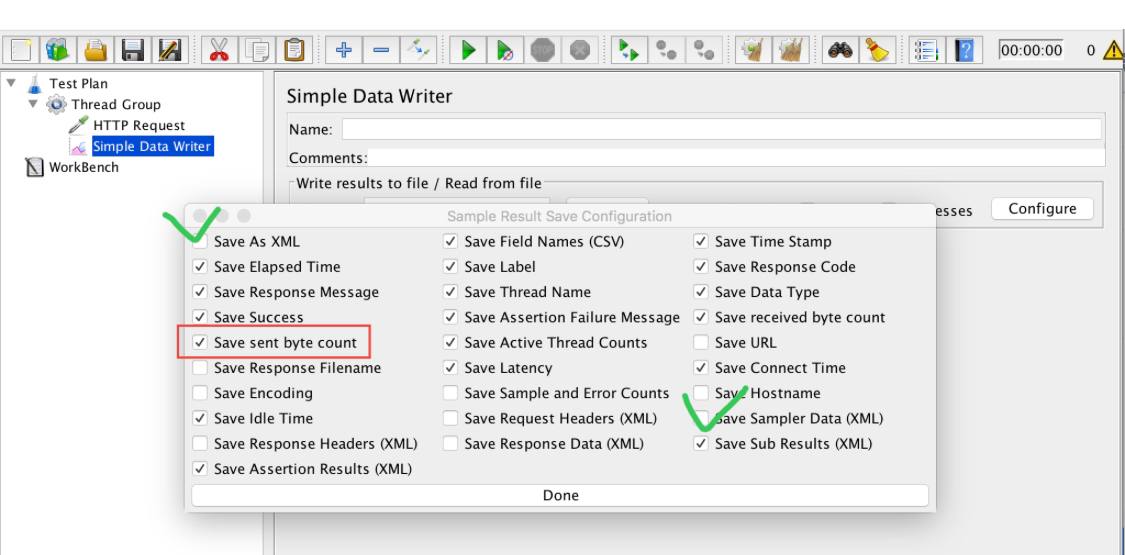 00:00:00 0
Test Plan
Thread Group
HTTP Request
Simple Data Writer
WorkBench
Simple Data Writer
Name:
Comments:
Write results to file / Read from file
esses Configure
Sample Result Save Configuration
Save As XML Save Field Names (CSV) Save Time Stamp
Save Elapsed Time Save Label Save Response Code
Save Response Message Save Thread Name Save Data Type
Save Success Save Assertion Failure Message Save received byte count
Save sent byte count Save Active Thread Counts Save URL
Save Response Filename Save Latency Save Connect Time
Save Encoding Save Sample and Error Counts Save Hostname
Save Idle Time Save Request Headers (XML) Save Sampler Data (XML)
Save Response Headers (XML) Save Response Data (XML) Save Sub Results (XML)
Save Assertion Results (XML)
Done